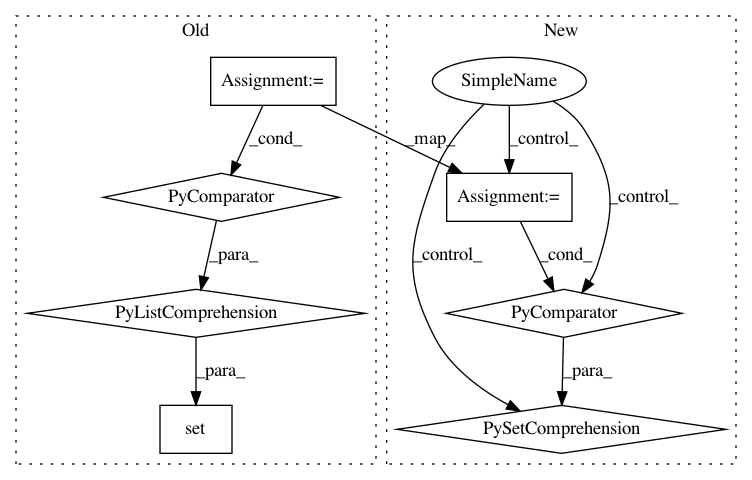 Old
New
Assignment:=
SimpleName
_cond_
_map_
_control_
PyComparator
Assignment:=
_control_
_para_
_control_
_cond_
PyListComprehension
PyComparator
_para_
_para_
set
PySetComprehension